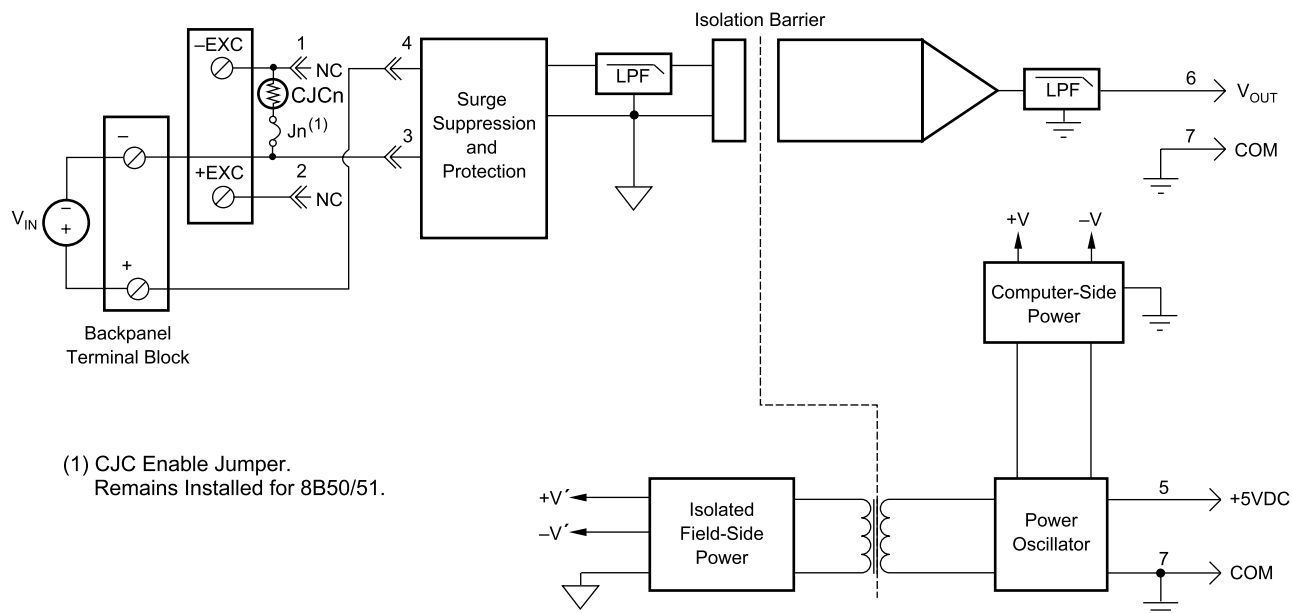 Isolation Barrier
–EXC
1
NC
4
CJCn
Jn(1)
LPF
Surge
Suppression
and
Protection
LPF
6
VOUT
–
3
7
COM
+EXC
2
NC
VIN
–
+
+V
–V
+
Computer-Side
Power
Backpanel
Terminal Block
(1) CJC Enable Jumper.
Remains Installed for 8B50/51.
+V´
–V´
Isolated
Field-Side
Power
Power
Oscillator
5
+5VDC
7
COM